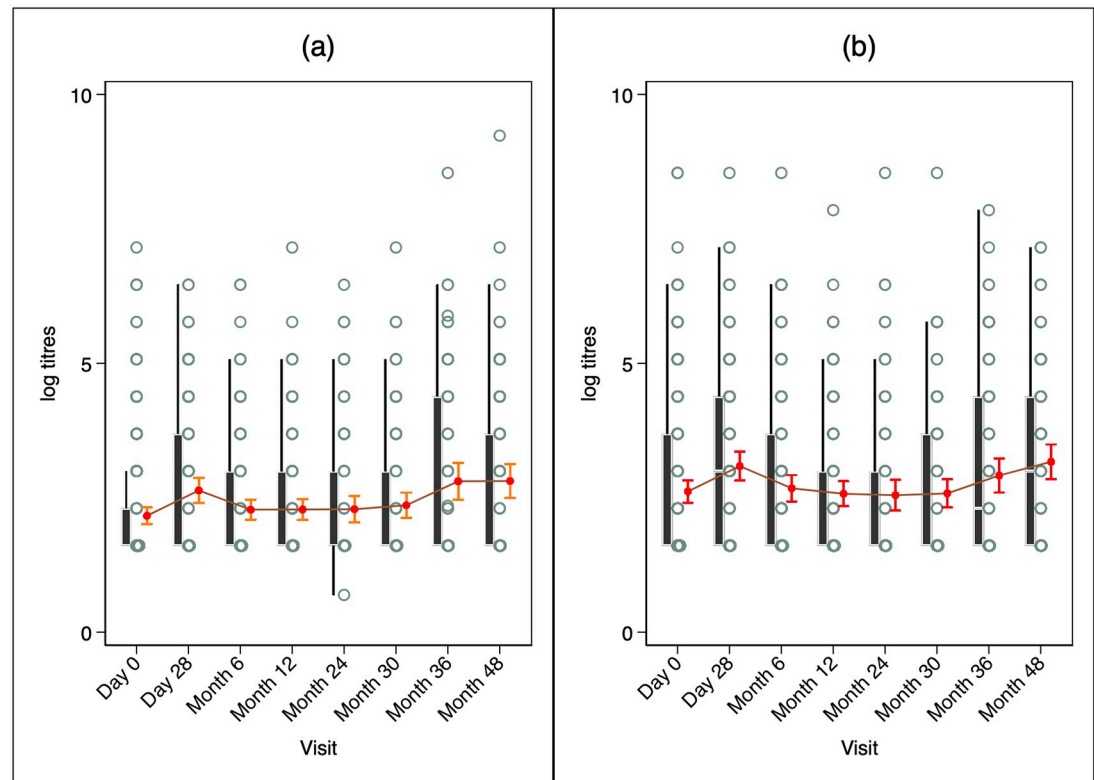 (a)
10
5
0
log titres
Day 0
Day 28
Month 6
Month 12
Month 24
Month 30
Month 36
Month 48
Visit
(b)
10
5
0
log titres
Day 0
Day 28
Month 6
Month 12
Month 24
Month 30
Month 36
Month 48
Visit